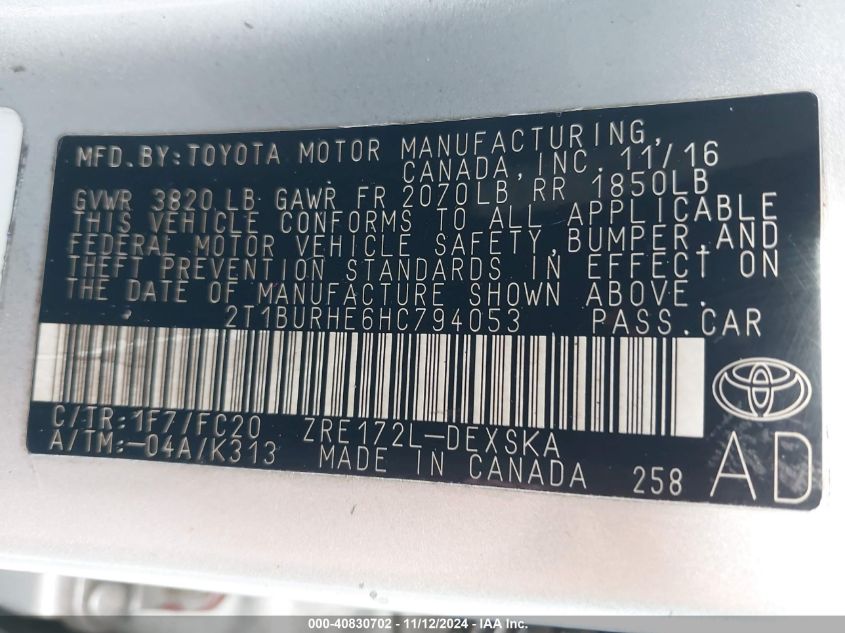 MFD. BY: TOYOTA MOTOR MANUFACTURING,
CANADA, INC. 11/16
GVWR 3820 LB GAWR FR 2070LB RR 1850LB
THIS VEHICLE CONFORMS TO ALL APPLICABLE
FEDERAL MOTOR VEHICLE SAFETY, BUMPER, AND
THEFT PREVENTION STANDARDS IN EFFECT ON
THE DATE OF MANUFACTURE SHOWN ABOVE.
2T1BURHE6HC794053 PASS.CAR
C/TR: 1F7/FC20 ZRE172L-DEXSKA
A/TM: -04A/K313 MADE IN CANADA 258 AD
000-40830702 - 11/12/2024 - IAA Inc.